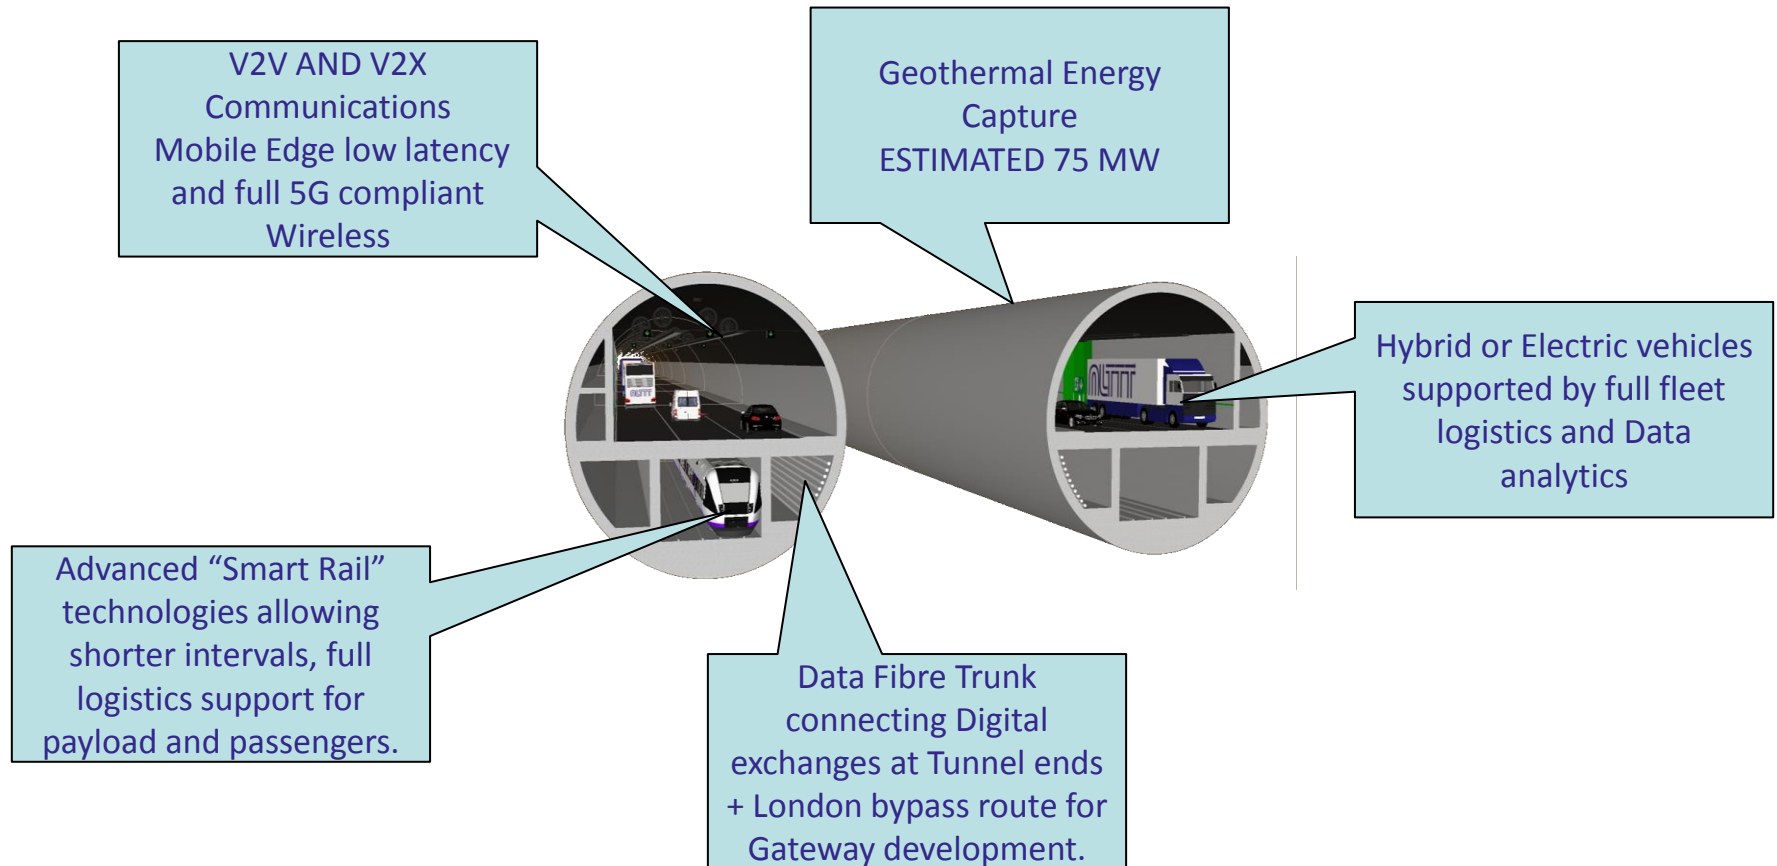 V2V AND V2X
Communications
Mobile Edge low latency
and full 5G compliant
Wireless
Geothermal Energy
Capture
ESTIMATED 75 MW
Hybrid or Electric vehicles
supported by full fleet
logistics and Data
analytics
Advanced “Smart Rail”
technologies allowing
shorter intervals, full
logistics support for
payload and passengers.
Data Fibre Trunk
connecting Digital
exchanges at Tunnel ends
+ London bypass route for
Gateway development.